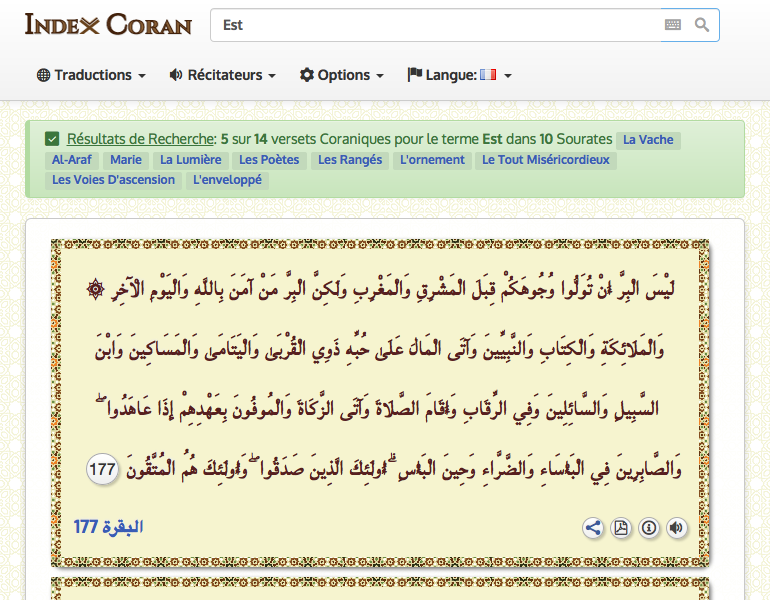 INDEX CORAN
Est
Traductions Récitateurs Options Langue:
Résultats de Recherche: 5 sur 14 versets Coraniques pour le terme Est dans 10 Sourates La Vache
Al-Araf Marie La Lumière Les Poètes Les Rangés L'ornement Le Tout Miséricordieux
Les Voies D'ascension L'enveloppé
لَيْسَ الْبِرَّ أَنْ تُوَلُّوا وُجُوهَكُمْ قِبَلَ الْمَشْرِقِ وَالْمَغْرِبِ وَلَٰكِنَّ الْبِرَّ مَنْ آمَنَ بِاللَّهِ وَالْيَوْمِ الْآخِرِ ۞
وَالْمَلَائِكَةِ وَالْكِتَابِ وَالنَّبِيِّينَ وَآتَى الْمَالَ عَلَىٰ حُبِّهِ ذَوِي الْقُرْبَىٰ وَالْيَتَامَىٰ وَالْمَسَاكِينَ وَابْنَ
السَّبِيلِ وَالسَّائِلِينَ وَفِي الرِّقَابِ وَأَقَامَ الصَّلَاةَ وَآتَى الزَّكَاةَ وَالْمُوفُونَ بِعَهْدِهِمْ إِذَا عَاهَدُوا ۖ
وَالصَّابِرِينَ فِي الْبَأْسَاءِ وَالضَّرَّاءِ وَحِينَ الْبَأْسِ ۗ أُولَٰئِكَ الَّذِينَ صَدَقُوا ۖ وَأُولَٰئِكَ هُمُ الْمُتَّقُونَ 177
البقرة 177